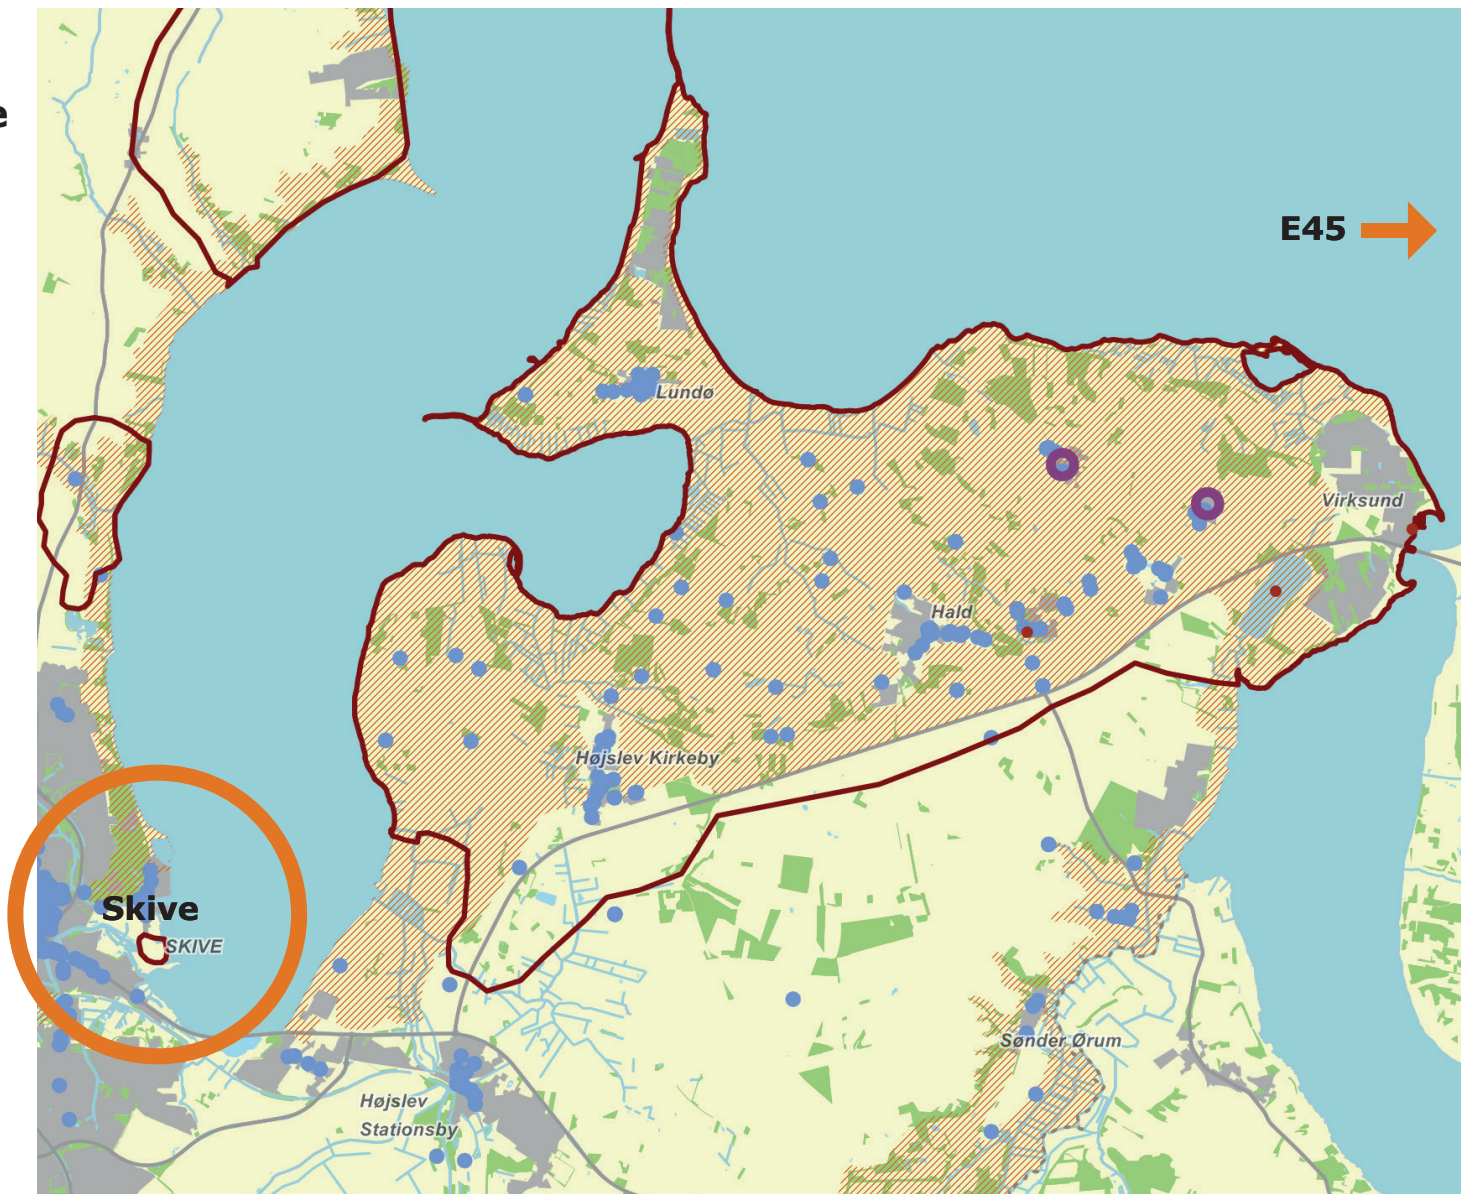 e
E45
Lundø
Virksund
Hald
Højslev Kirkeby
Skive
SKIVE
Sønder Ørum
Højslev
Stationsby